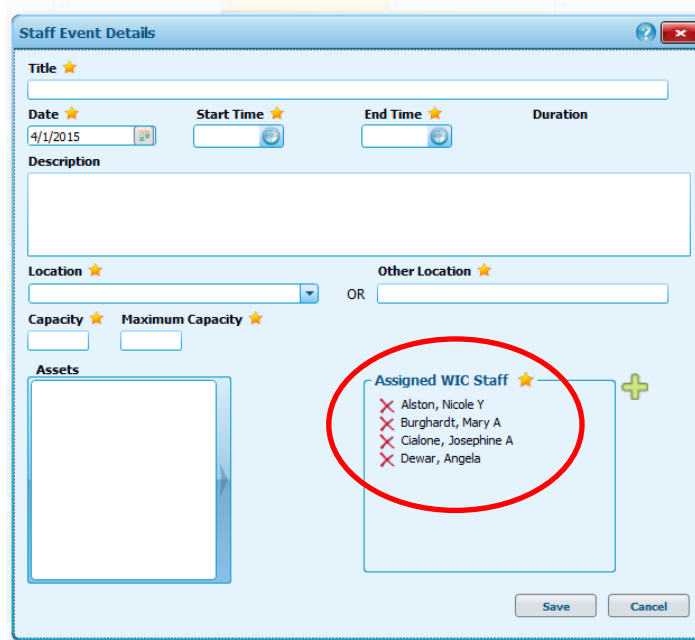 Staff Event Details
Title
Date Start Time End Time Duration
4/1/2015
Description
Location Other Location
OR
Capacity Maximum Capacity
Assets
Assigned WIC Staff
Alston, Nicole Y
Burghardt, Mary A
Cialone, Josephine A
Dewar, Angela
Save Cancel